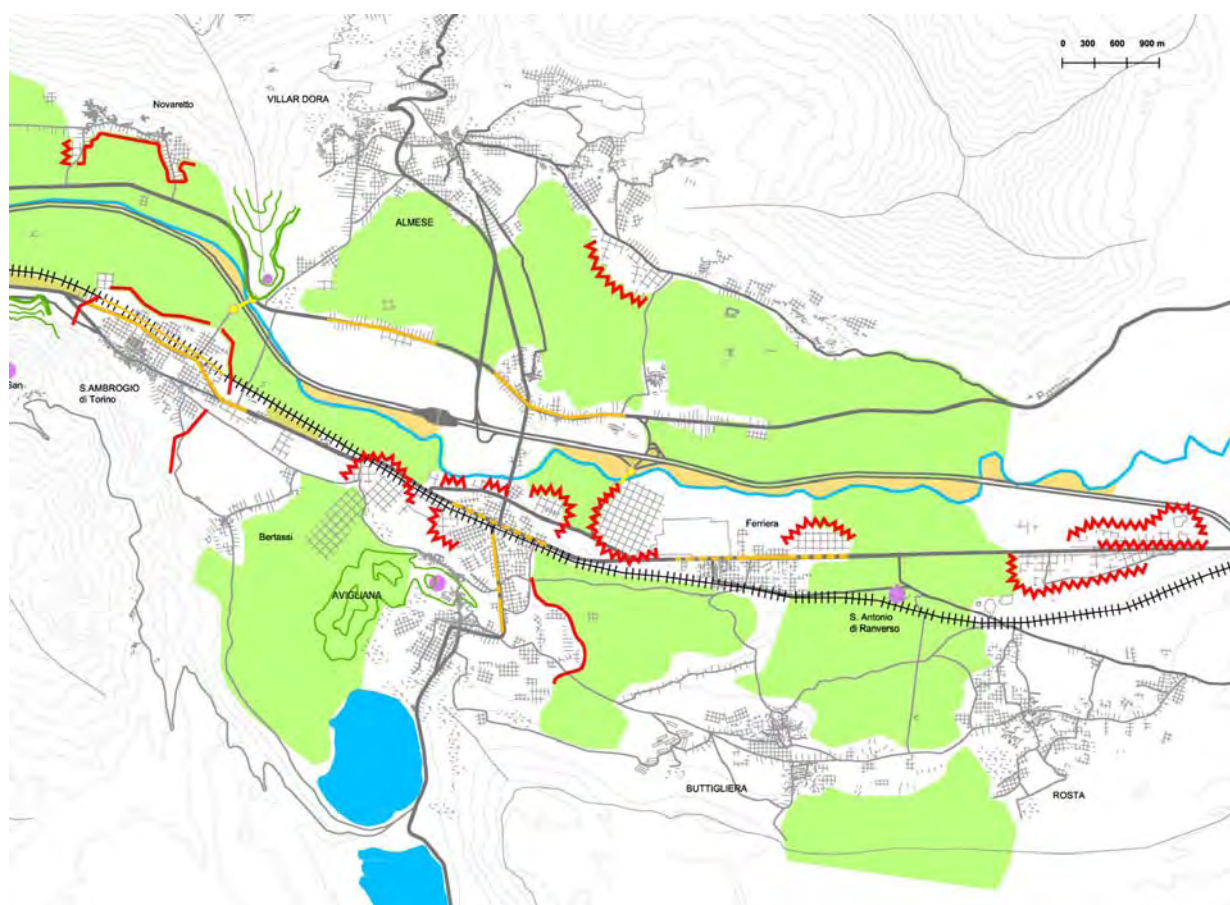 0 300 600 900 m
Novaretto
VILLAR DORA
ALMESE
San
S.AMBROGIO
di Torino
Ferriera
Bertassi
AVIGLIANA
S. Antonio
di Ranverso
BUTTIGLIERA
ROSTA